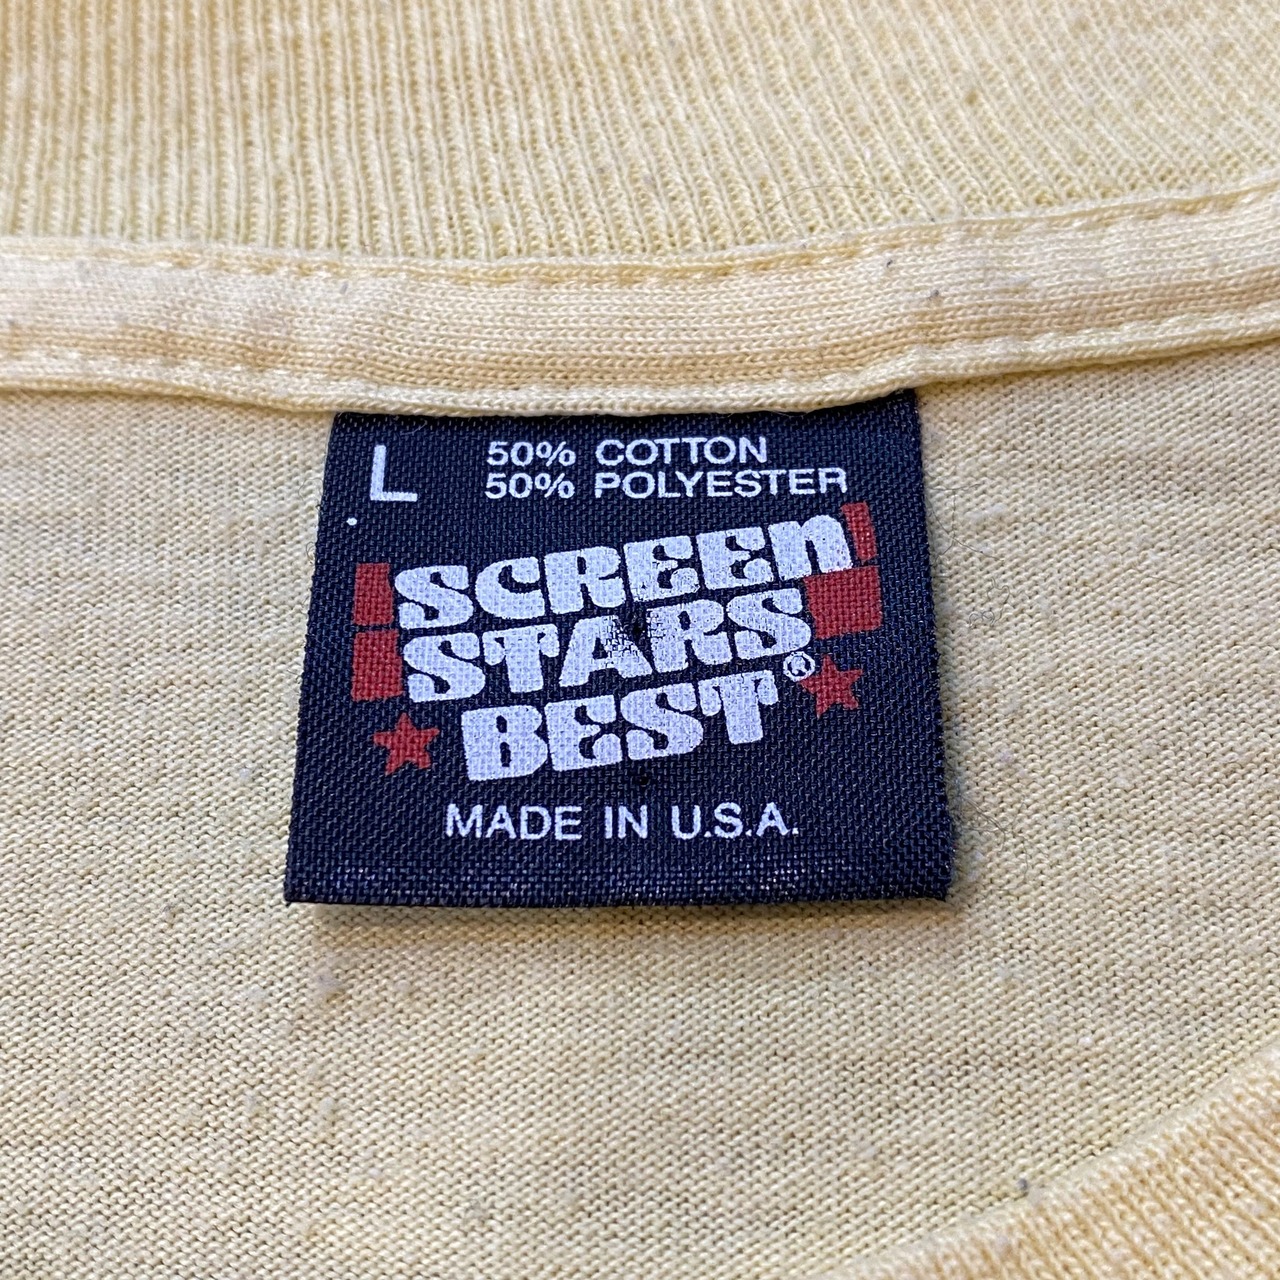 L
50% COTTON
50% POLYESTER
SCREEN
STARS
BEST®
MADE IN U.S.A.